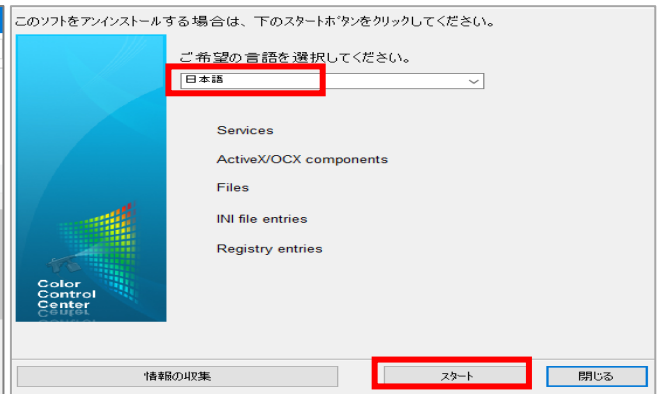 このソフトをアンインストールする場合は、下のスタートボタンをクリックしてください。
ご希望の言語を選択してください。
日本語
Services
ActiveX/OCX components
Files
INI file entries
Registry entries
Color
Control
Center
情報の収集
スタート
閉じる